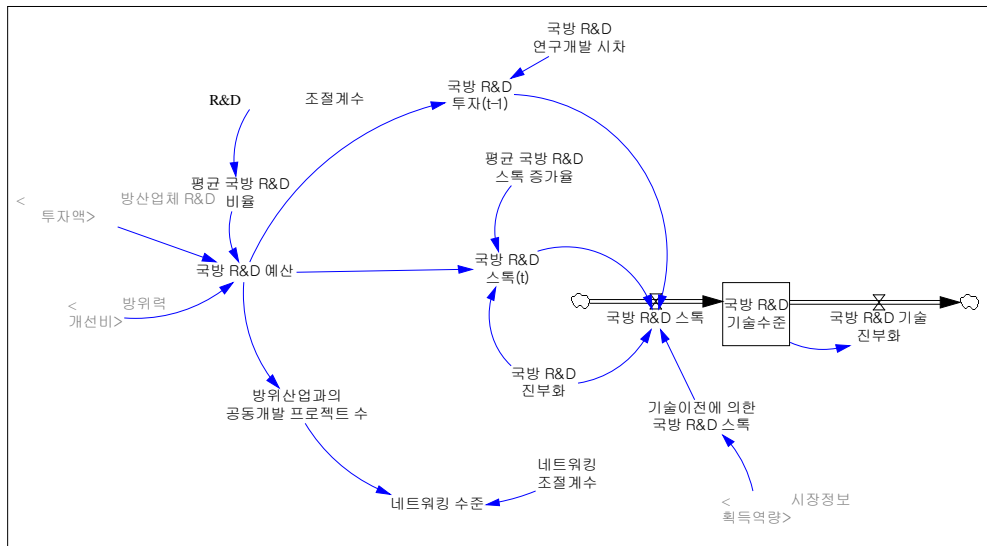 국방 R&D
연구개발 시차
국방 R&D
투자(t-1)
R&D 조절계수
평균 국방 R&D
스톡 증가율
평균 국방 R&D
비율
< 방산업체 R&D
투자액>
국방 R&D 예산
국방 R&D
스톡(t)
< 방위력
개선비>
국방 R&D 스톡
국방 R&D
기술수준
국방 R&D 기술
진부화
국방 R&D
진부화
방위산업과의
공동개발 프로젝트 수
기술이전에 의한
국방 R&D 스톡
네트워킹
조절계수
네트워킹 수준
< 시장정보
획득역량>